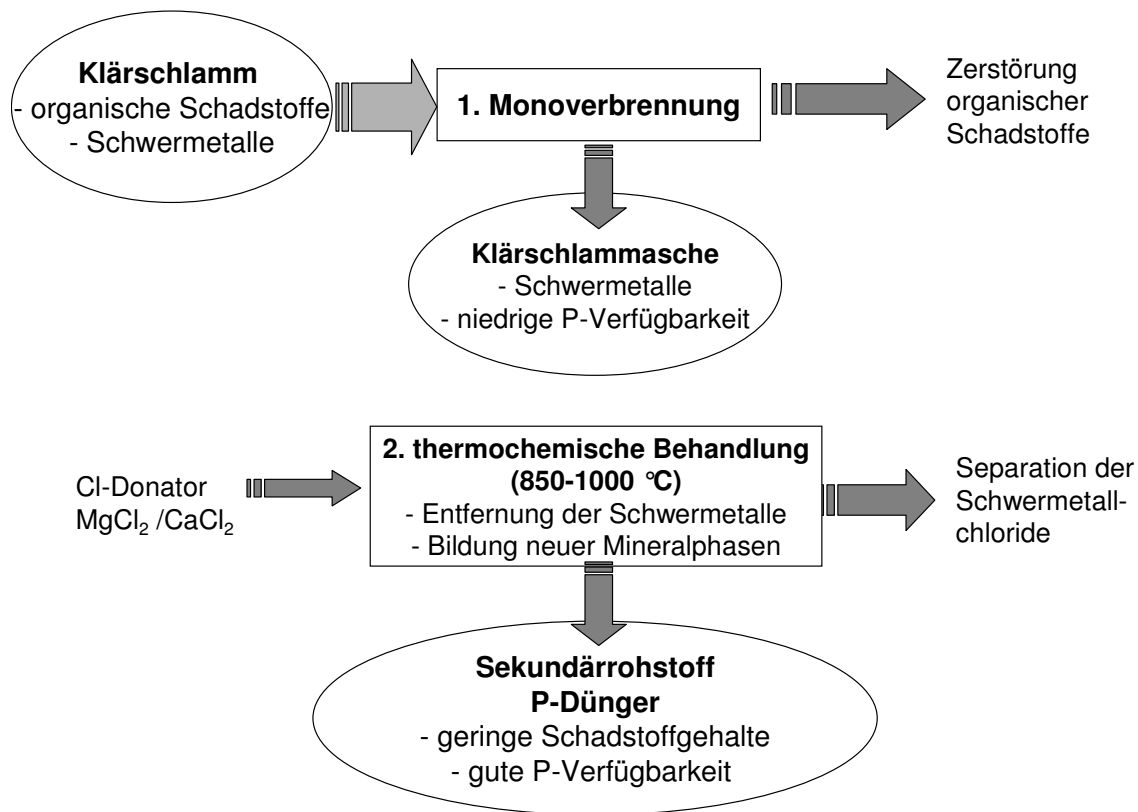 Klärschlamm
- organische Schadstoffe
- Schwermetalle
1. Monoverbrennung
Zerstörung
organischer
Schadstoffe
Klärschlammasche
- Schwermetalle
- niedrige P-Verfügbarkeit
Cl-Donator
MgCl₂ /CaCl₂
2. thermochemische Behandlung
(850-1000 °C)
- Entfernung der Schwermetalle
- Bildung neuer Mineralphasen
Separation der
Schwermetall-
chloride
Sekundärrohstoff
P-Dünger
- geringe Schadstoffgehalte
- gute P-Verfügbarkeit